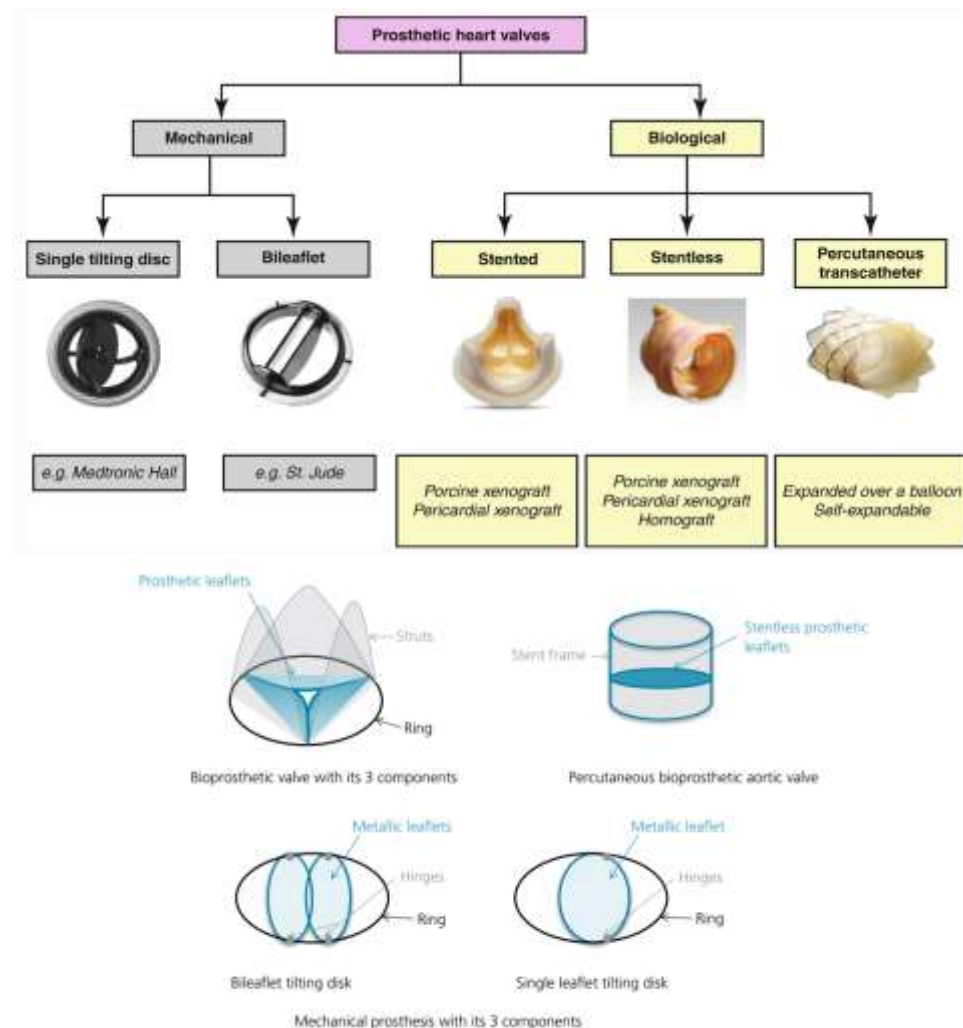 Prosthetic heart valves
Mechanical
Biological
Single tilting disc
Bileaflet
Stented
Stentless
Percutaneous
transcatheter
e.g. Medtronic Hall
e.g. St. Jude
Porcine xenograft
Pericardial xenograft
Porcine xenograft
Pericardial xenograft
Homograft
Expanded over a balloon
Self-expandable
Prosthetic leaflets
Struts
Ring
Bioprosthetic valve with its 3 components
Stent frame
Stentless prosthetic
leaflets
Percutaneous bioprosthetic aortic valve
Metallic leaflets
Hinges
Ring
Bileaflet tilting disk
Metallic leaflet
Hinges
Ring
Single leaflet tilting disk
Mechanical prosthesis with its 3 components